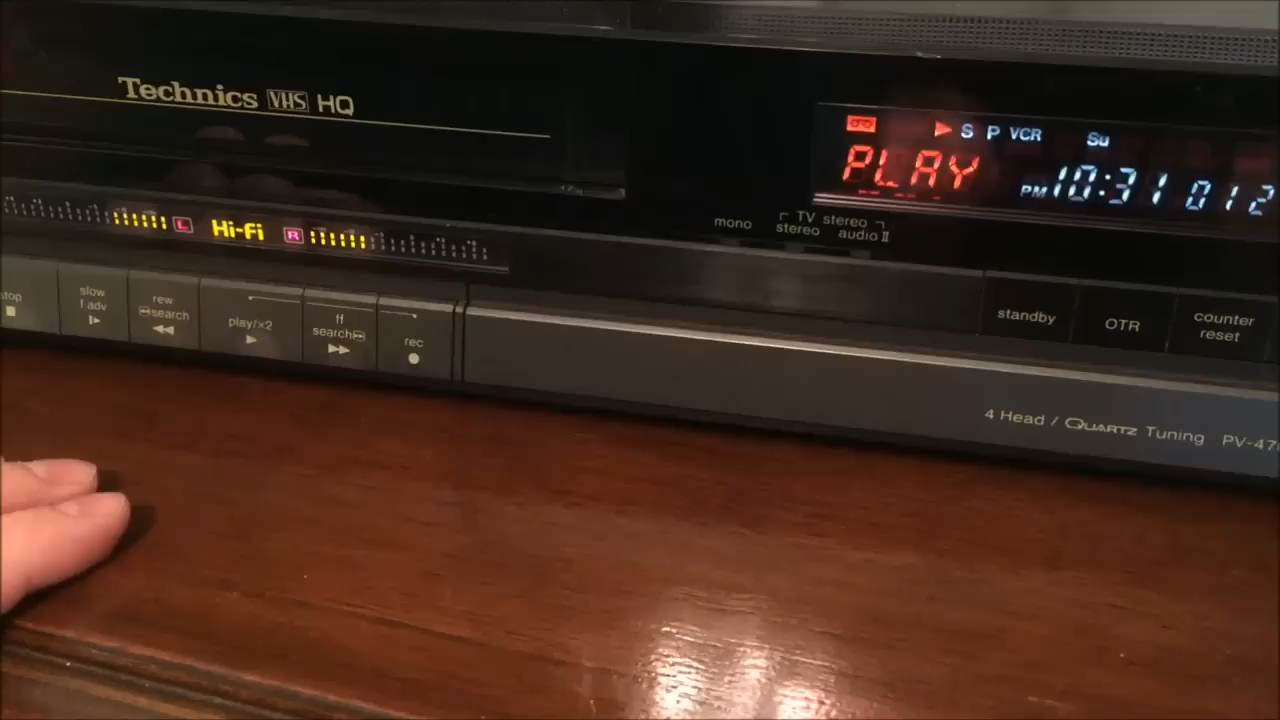 Technics VHS HQ
S P VCR Su
PLAY PM 10:31 012
mono
TV stereo
stereo audio II
L Hi-fi R
stop
slow
f adv
rew
search
play/×2
ff
search
rec
standby
OTR
counter
reset
4 Head / QUARTZ Tuning